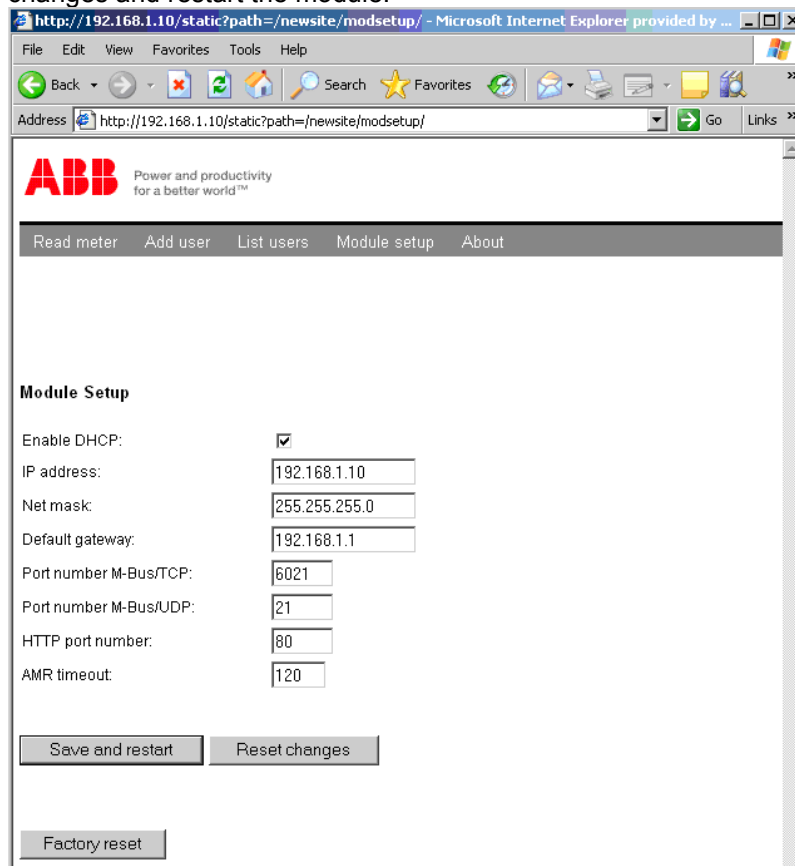 changes and restart the module.
http://192.168.1.10/static?path=/newsite/modsetup/ - Microsoft Internet Explorer provided by ...
File Edit View Favorites Tools Help
Back Search Favorites
Address http://192.168.1.10/static?path=/newsite/modsetup/ Go Links »
ABB Power and productivity
for a better world™
Read meter Add user List users Module setup About
Module Setup
Enable DHCP:
IP address: 192.168.1.10
Net mask: 255.255.255.0
Default gateway: 192.168.1.1
Port number M-Bus/TCP: 6021
Port number M-Bus/UDP: 21
HTTP port number: 80
AMR timeout: 120
Save and restart Reset changes
Factory reset